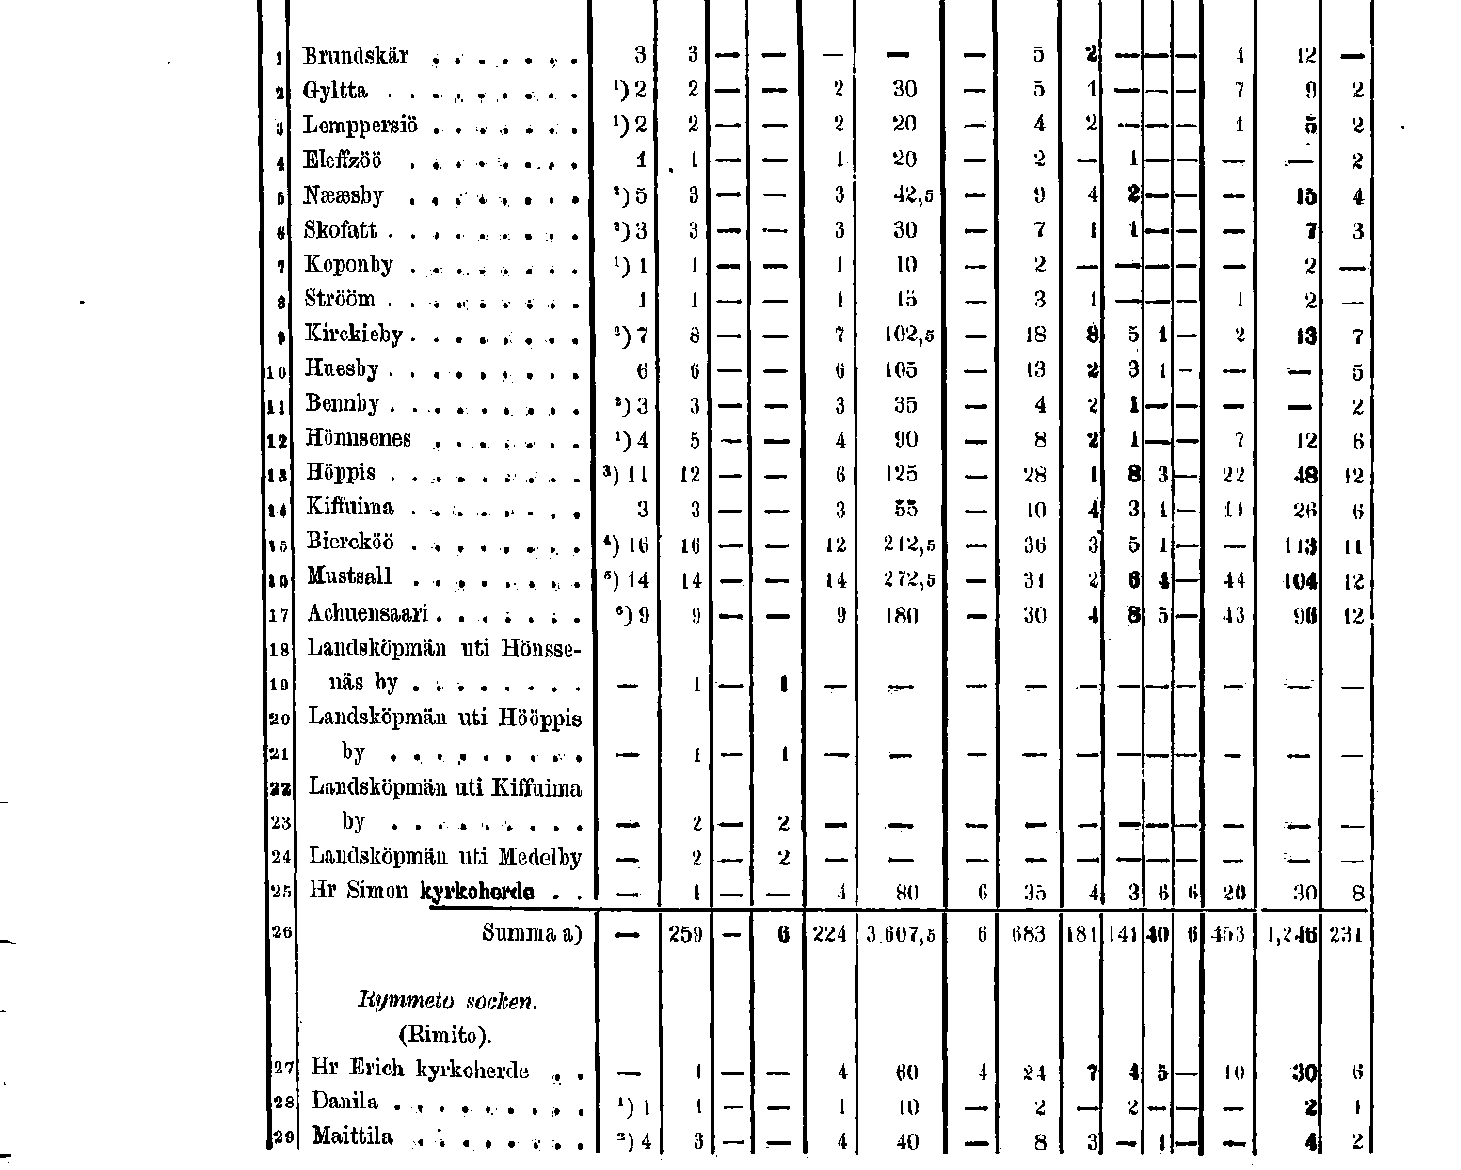 1 Brundskär . . . . . . . 3 3 — — — — — 5 2 — — — 4 12 —
2 Gyltta . . . . . . . . . ¹) 2 2 — — 2 30 — 5 1 — — — 7 9 2
3 Lemppersiö . . . . . . . ¹) 2 2 — — 2 20 — 4 2 — — — 1 5 2
4 Eleffzöö . . . . . . . . 1 1 — — 1 20 — 2 — 1 — — — — 2
5 Nææsby . . . . . . . . ²) 5 3 — — 3 42,5 — 9 4 2 — — — 15 4
6 Skofatt . . . . . . . . . ²) 3 3 — — 3 30 — 7 1 1 — — — 7 3
7 Koponby . . . . . . . . ¹) 1 1 — — 1 10 — 2 — — — — — 2 —
8 Strööm . . . . . . . . . 1 1 — — 1 15 — 3 1 — — — 1 2 —
9 Kirckieby . . . . . . . . ²) 7 8 — — 7 102,5 — 18 8 5 1 — 2 13 7
10 Huesby . . . . . . . . . 6 6 — — 6 105 — 13 2 3 1 — — — 5
11 Bennby . . . . . . . . . ²) 3 3 — — 3 35 — 4 2 1 — — — — 2
12 Hönnsenes . . . . . . . ¹) 4 5 — — 4 90 — 8 2 1 — — 7 12 6
13 Höppis . . . . . . . . . ³) 11 12 — — 6 125 — 28 1 8 3 — 22 48 12
14 Kiffuima . . . . . . . . 3 3 — — 3 55 — 10 4 3 1 — 11 26 6
15 Biercköö . . . . . . . . ⁴) 16 16 — — 12 212,5 — 36 3 5 1 — — 113 11
16 Mustsall . . . . . . . . ⁵) 14 14 — — 14 272,5 — 31 2 6 4 — 44 104 12
17 Achuensaari . . . . . . . ⁶) 9 9 — — 9 180 — 30 4 8 5 — 43 96 12
18 Landsköpmän uti Hönsse-
19 näs by . . . . . . . . — 1 — 1 — — — — — — — — — — —
20 Landsköpmän uti Hööppis
21 by . . . . . . . . . — 1 — 1 — — — — — — — — — — —
22 Landsköpmän uti Kiffuima
23 by . . . . . . . . . — 2 — 2 — — — — — — — — — — —
24 Landsköpmän uti Medelby — 2 — 2 — — — — — — — — — — —
25 Hr Simon kyrkoherde . . — 1 — — 4 80 6 35 4 3 6 6 20 30 8
26 Summa a) — 259 — 6 224 3,607,5 6 683 181 141 40 6 453 1,246 231
Rymmeto socken.
(Rimito).
27 Hr Erich kyrkoherde . . — 1 — — 4 60 4 24 7 4 5 — 10 30 6
28 Danila . . . . . . . . . ¹) 1 1 — — 1 10 — 2 — 2 — — — 2 1
29 Maittila . . . . . . . . ²) 4 3 — — 4 40 — 8 3 — 1 — — 4 2